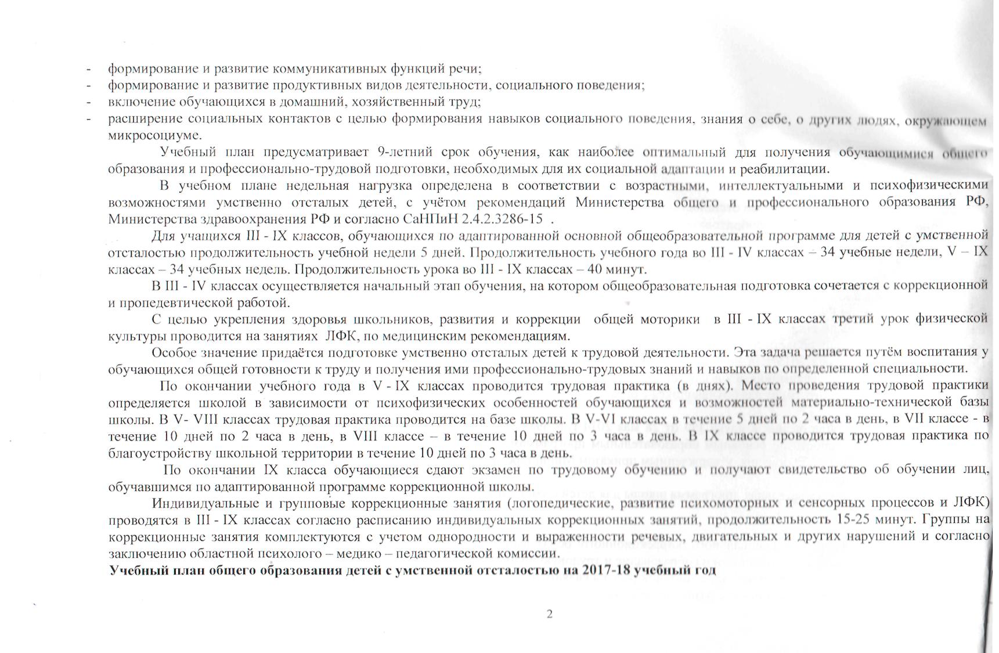 - формирование и развитие коммуникативных функций речи;
- формирование и развитие продуктивных видов деятельности, социального поведения;
- включение обучающихся в домашний, хозяйственный труд;
- расширение социальных контактов с целью формирования навыков социального поведения, знания о себе, о других людях, окружающем
микросоциуме.
Учебный план предусматривает 9-летний срок обучения, как наиболее оптимальный для получения обучающимися общего
образования и профессионально-трудовой подготовки, необходимых для их социальной адаптации и реабилитации.
В учебном плане недельная нагрузка определена в соответствии с возрастными, интеллектуальными и психофизическими
возможностями умственно отсталых детей, с учётом рекомендаций Министерства общего и профессионального образования РФ,
Министерства здравоохранения РФ и согласно СаНПиН 2.4.2.3286-15 .
Для учащихся III - IX классов, обучающихся по адаптированной основной общеобразовательной программе для детей с умственной
отсталостью продолжительность учебной недели 5 дней. Продолжительность учебного года во III - IV классах – 34 учебные недели, V – IX
классах – 34 учебных недель. Продолжительность урока во III - IX классах – 40 минут.
В III - IV классах осуществляется начальный этап обучения, на котором общеобразовательная подготовка сочетается с коррекционной
и пропедевтической работой.
С целью укрепления здоровья школьников, развития и коррекции общей моторики в III - IX классах третий урок физической
культуры проводится на занятиях ЛФК, по медицинским рекомендациям.
Особое значение придаётся подготовке умственно отсталых детей к трудовой деятельности. Эта задача решается путём воспитания у
обучающихся общей готовности к труду и получения ими профессионально-трудовых знаний и навыков по определенной специальности.
По окончании учебного года в V - IX классах проводится трудовая практика (в днях). Место проведения трудовой практики
определяется школой в зависимости от психофизических особенностей обучающихся и возможностей материально-технической базы
школы. В V- VIII классах трудовая практика проводится на базе школы. В V-VI классах в течение 5 дней по 2 часа в день, в VII классе - в
течение 10 дней по 2 часа в день, в VIII классе – в течение 10 дней по 3 часа в день. В IX классе проводится трудовая практика по
благоустройству школьной территории в течение 10 дней по 3 часа в день.
По окончании IX класса обучающиеся сдают экзамен по трудовому обучению и получают свидетельство об обучении лиц,
обучавшимся по адаптированной программе коррекционной школы.
Индивидуальные и групповые коррекционные занятия (логопедические, развитие психомоторных и сенсорных процессов и ЛФК)
проводятся в III - IX классах согласно расписанию индивидуальных коррекционных занятий, продолжительность 15-25 минут. Группы на
коррекционные занятия комплектуются с учетом однородности и выраженности речевых, двигательных и других нарушений и согласно
заключению областной психолого – медико – педагогической комиссии.
Учебный план общего образования детей с умственной отсталостью на 2017-18 учебный год
2